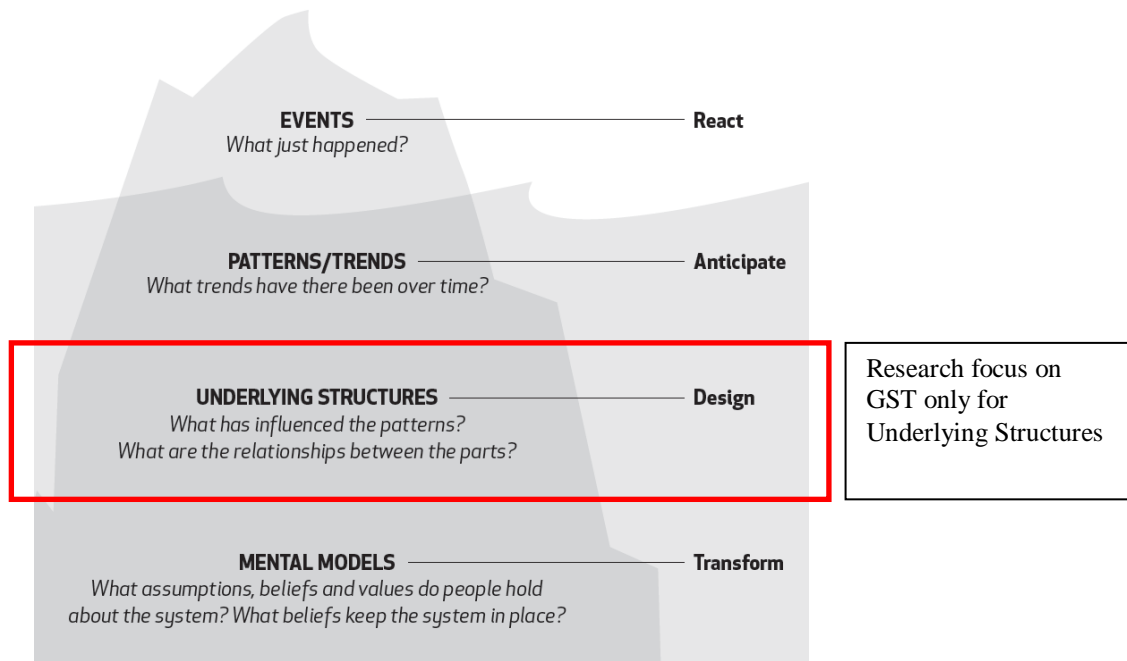 EVENTS
React
What just happened?
PATTERNS/TRENDS
Anticipate
What trends have there been over time?
UNDERLYING STRUCTURES
Design
What has influenced the patterns?
What are the relationships between the parts?
Research focus on
GST only for
Underlying Structures
MENTAL MODELS
Transform
What assumptions, beliefs and values do people hold
about the system? What beliefs keep the system in place?